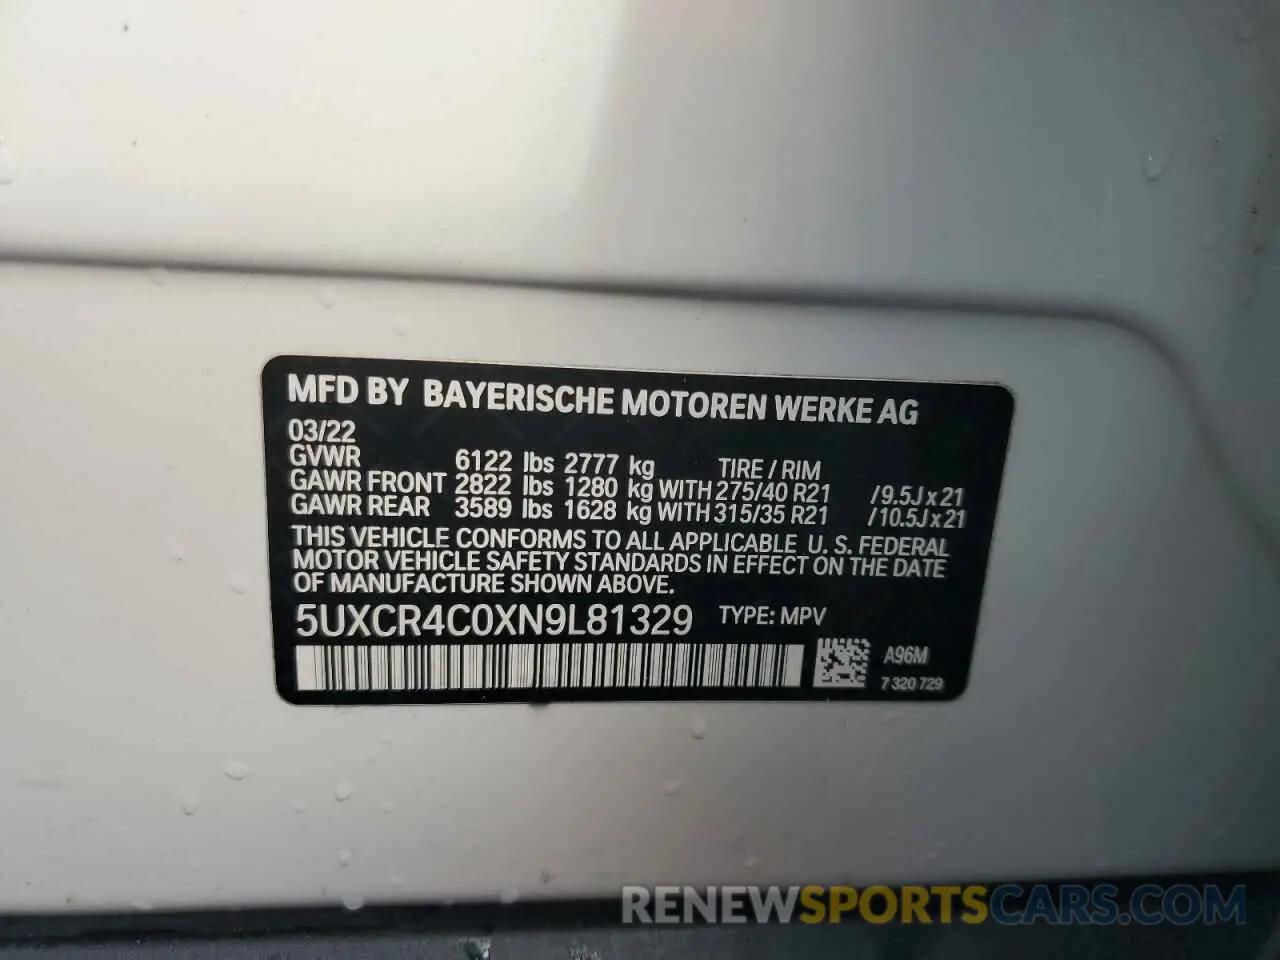 MFD BY BAYERISCHE MOTOREN WERKE AG
03/22
GVWR 6122 lbs 2777 kg TIRE / RIM
GAWR FRONT 2822 lbs 1280 kg WITH 275/40 R21 /9.5J x 21
GAWR REAR 3589 lbs 1628 kg WITH 315/35 R21 /10.5J x 21
THIS VEHICLE CONFORMS TO ALL APPLICABLE U. S. FEDERAL
MOTOR VEHICLE SAFETY STANDARDS IN EFFECT ON THE DATE
OF MANUFACTURE SHOWN ABOVE.
5UXCR4C0XN9L81329 TYPE: MPV
A96M
7 320 729
RENEWSPORTSCARS.COM